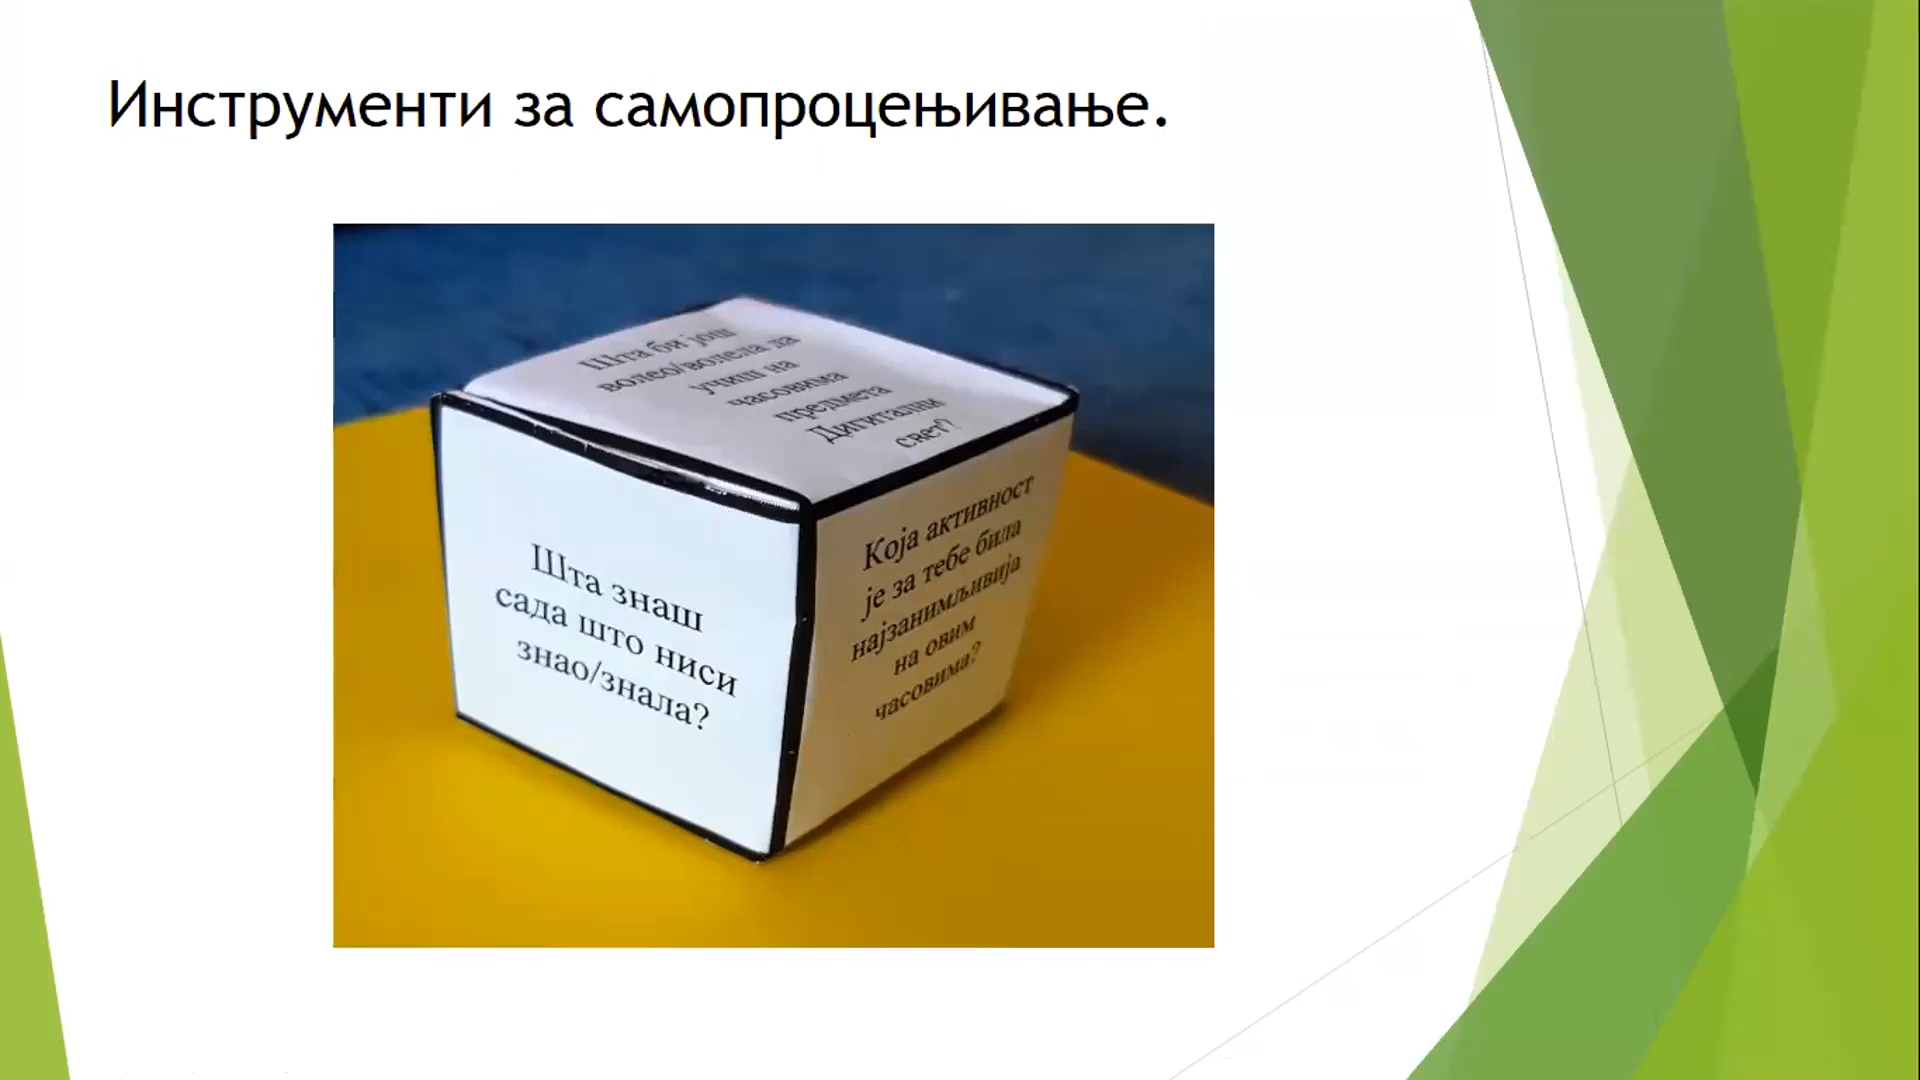 Инструменти за самопроцењивање.
Шта би још
волео/волела да
учиш на
часовима
предмета
Дигитални
свет?
Шта знаш
сада што ниси
знао/знала?
Која активност
је за тебе била
најзанимљивија
на овим
часовима?